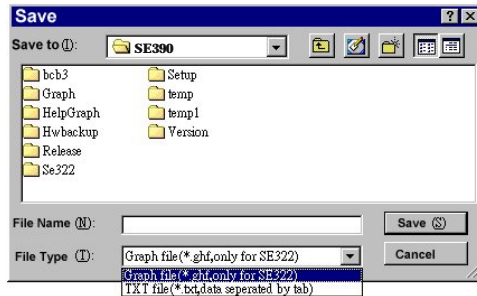 Save
Save to (I): SE390
bcb3 Setup
Graph temp
HelpGraph temp1
Hwbackup Version
Release
Se322
File Name (N): Save (S)
File Type (T): Graph file(*.ghf,only for SE322) Cancel
Graph file(*.ghf,only for SE322)
TXT file(*.txt,data seperated by tab)